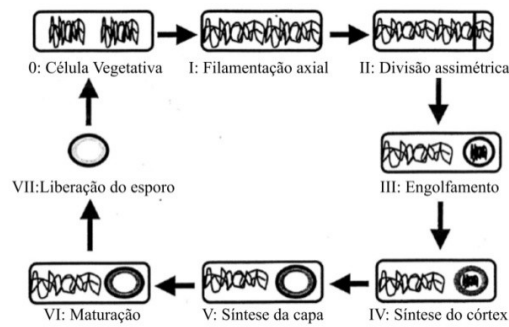 0: Célula Vegetativa
I: Filamentação axial
II: Divisão assimétrica
III: Engolfamento
IV: Síntese do córtex
V: Síntese da capa
VI: Maturação
VII:Liberação do esporo